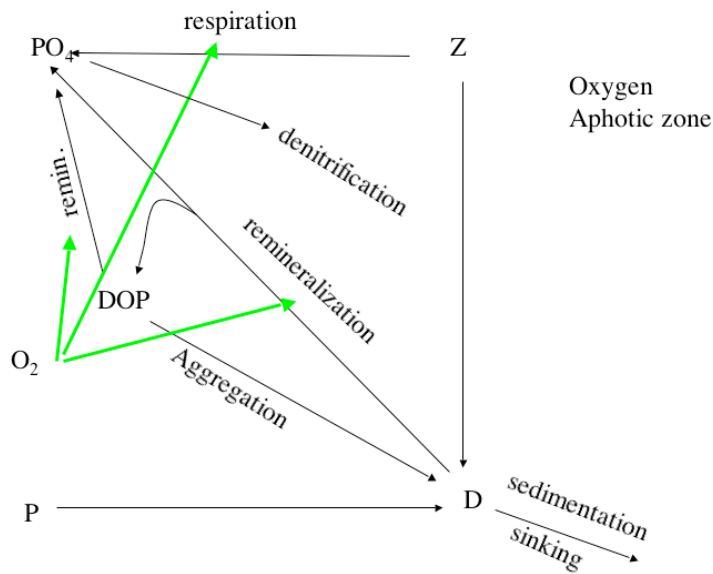 respiration
PO₄
Z
Oxygen
Aphotic zone
denitrification
remin.
remineralization
DOP
O₂
Aggregation
P
D
sedimentation
sinking